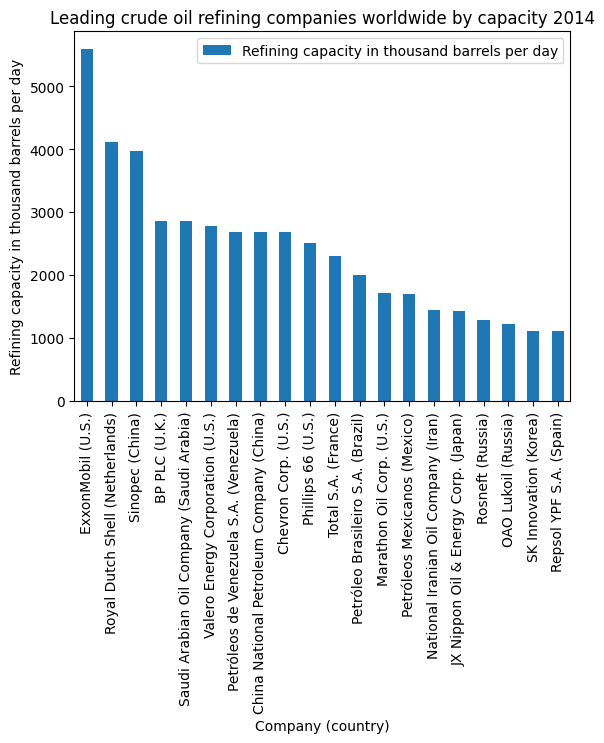 Leading crude oil refining companies worldwide by capacity 2014
Refining capacity in thousand barrels per day
Refining capacity in thousand barrels per day
5000
4000
3000
2000
1000
0
ExxonMobil (U.S.)
Royal Dutch Shell (Netherlands)
Sinopec (China)
BP PLC (U.K.)
Saudi Arabian Oil Company (Saudi Arabia)
Valero Energy Corporation (U.S.)
Petróleos de Venezuela S.A. (Venezuela)
China National Petroleum Company (China)
Chevron Corp. (U.S.)
Phillips 66 (U.S.)
Total S.A. (France)
Petróleo Brasileiro S.A. (Brazil)
Marathon Oil Corp. (U.S.)
Petróleos Mexicanos (Mexico)
National Iranian Oil Company (Iran)
JX Nippon Oil & Energy Corp. (Japan)
Rosneft (Russia)
OAO Lukoil (Russia)
SK Innovation (Korea)
Repsol YPF S.A. (Spain)
Company (country)